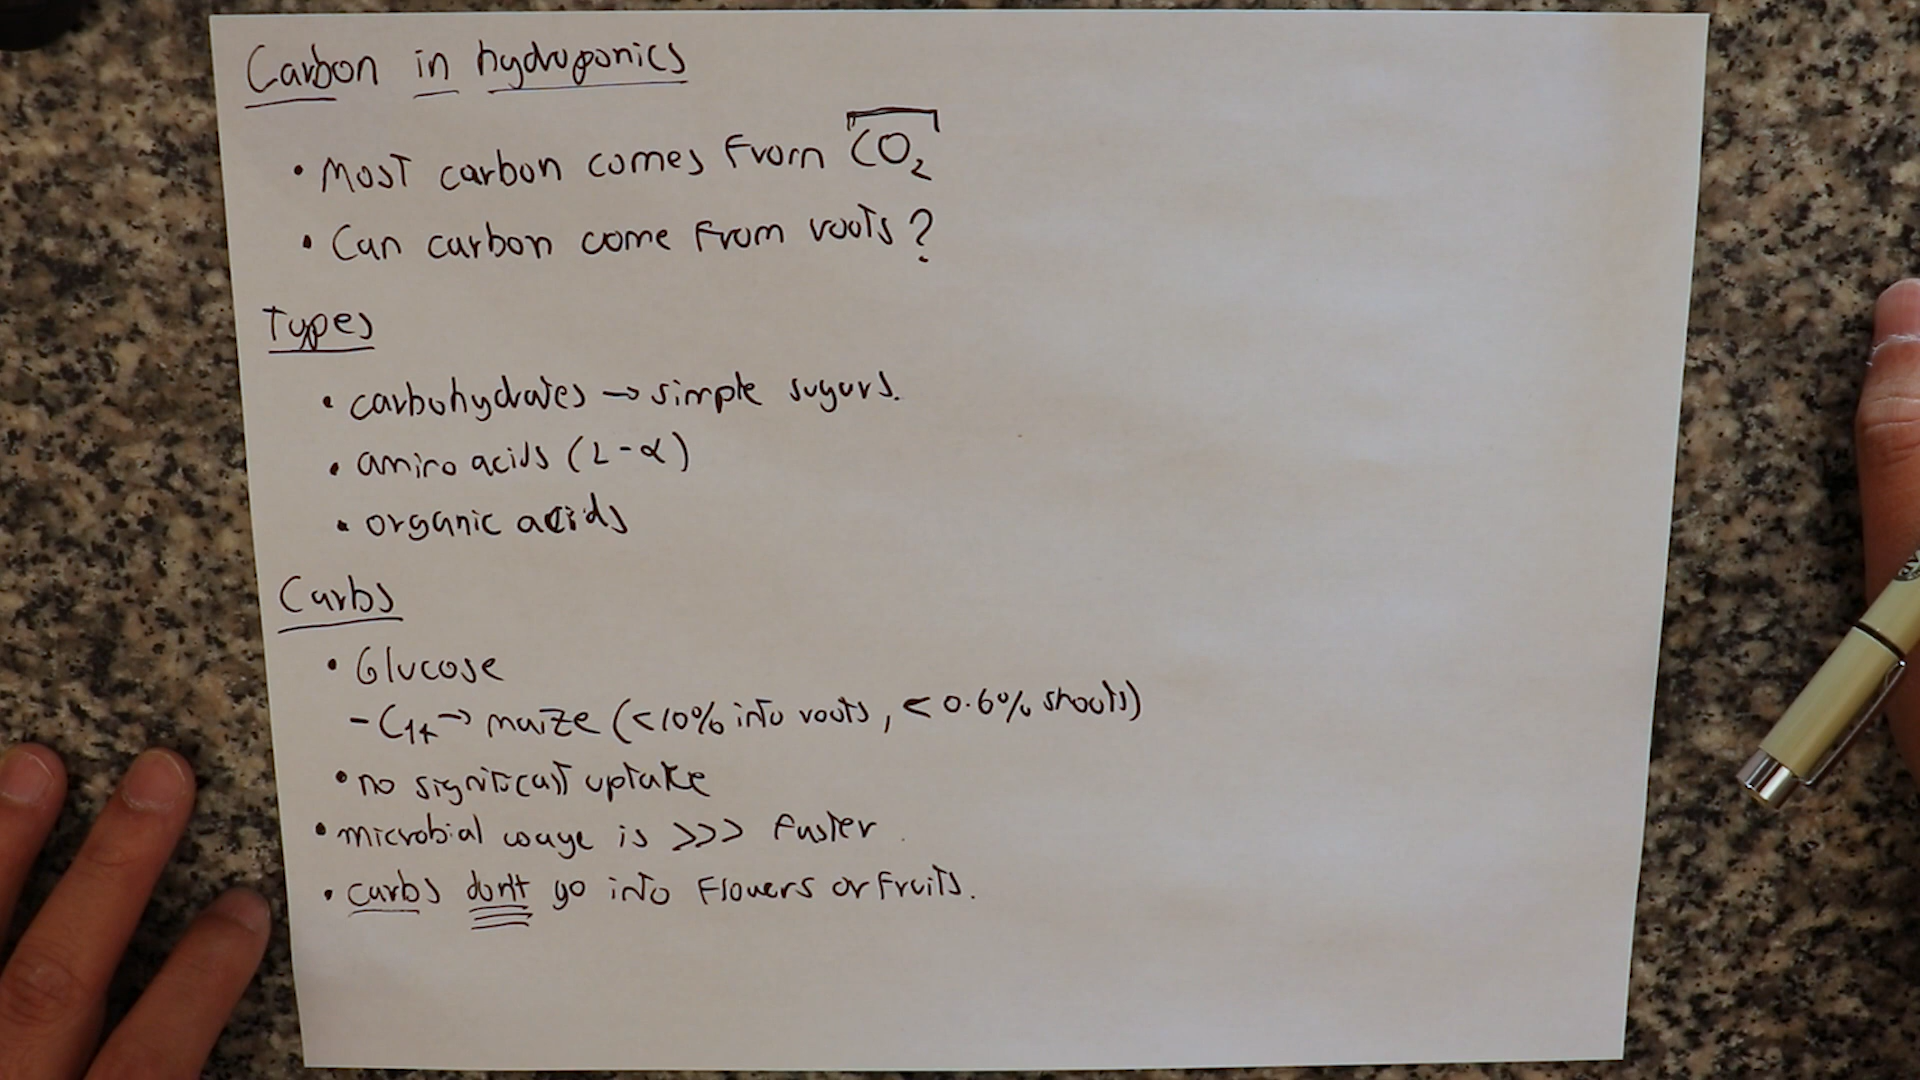 Carbon in hydroponics
• Most carbon comes from CO₂
• Can carbon come from roots?
Types
• carbohydrates → simple sugars.
• amino acids (L-α)
• organic acids
Carbs
• Glucose
- C14 → maize (<10% into roots, < 0.6% shoots)
• no significant uptake
• microbial usage is >>> faster
• carbs don't go into flowers or fruits.